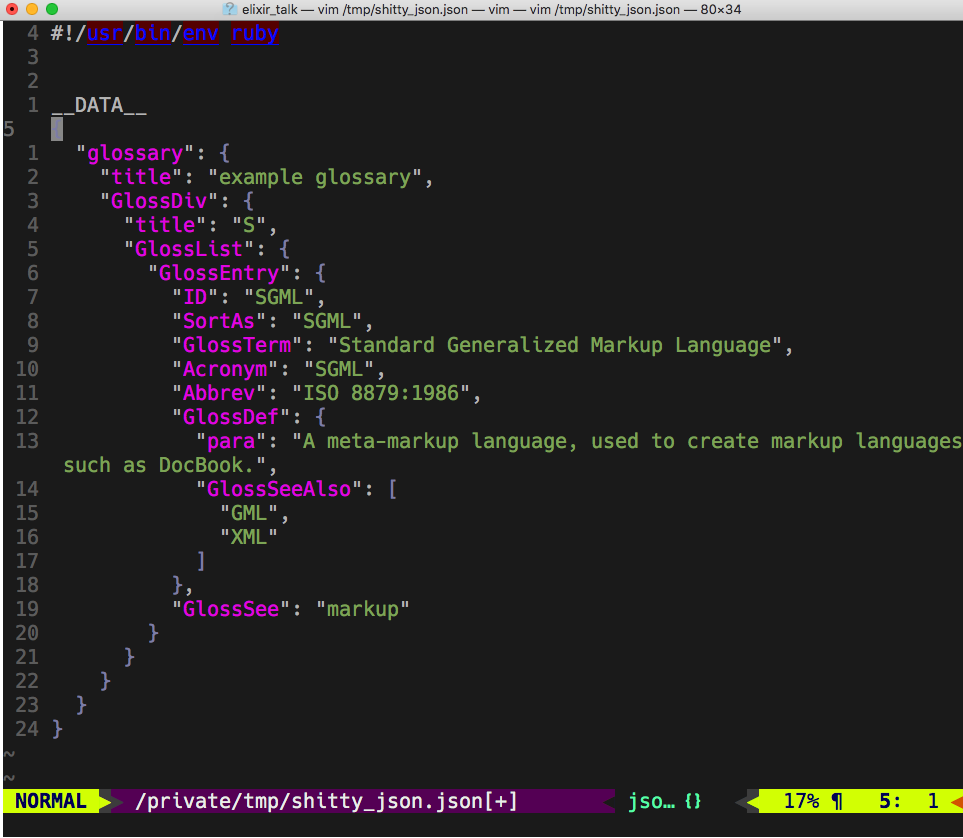 elixir_talk — vim /tmp/shitty_json.json — vim — vim /tmp/shitty_json.json — 80×34
4 #!/usr/bin/env ruby
3
2
1 __DATA__
5 {
1 "glossary": {
2 "title": "example glossary",
3 "GlossDiv": {
4 "title": "S",
5 "GlossList": {
6 "GlossEntry": {
7 "ID": "SGML",
8 "SortAs": "SGML",
9 "GlossTerm": "Standard Generalized Markup Language",
10 "Acronym": "SGML",
11 "Abbrev": "ISO 8879:1986",
12 "GlossDef": {
13 "para": "A meta-markup language, used to create markup languages
such as DocBook.",
14 "GlossSeeAlso": [
15 "GML",
16 "XML"
17 ]
18 },
19 "GlossSee": "markup"
20 }
21 }
22 }
23 }
24 }
~
~
NORMAL /private/tmp/shitty_json.json[+] jso… {} 17% ¶ 5: 1